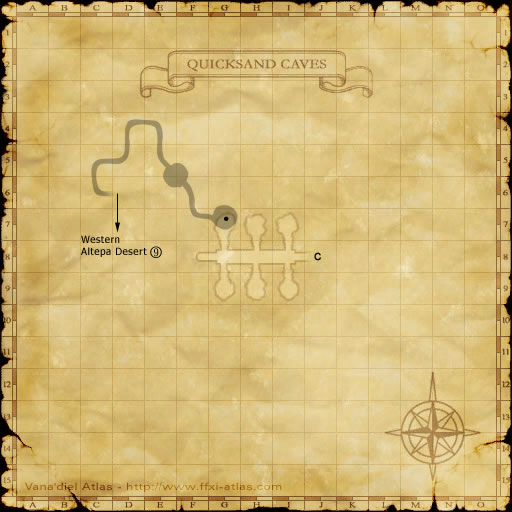 A B C D E F G H I J K L M N O
1
2
3
4
5
6
7
8
9
10
11
12
13
14
15
QUICKSAND CAVES
Western
Altepa Desert ⑨
C
Vana'diel Atlas - http://www.ffxi-atlas.com
A B C D E F G H I J K L M N O